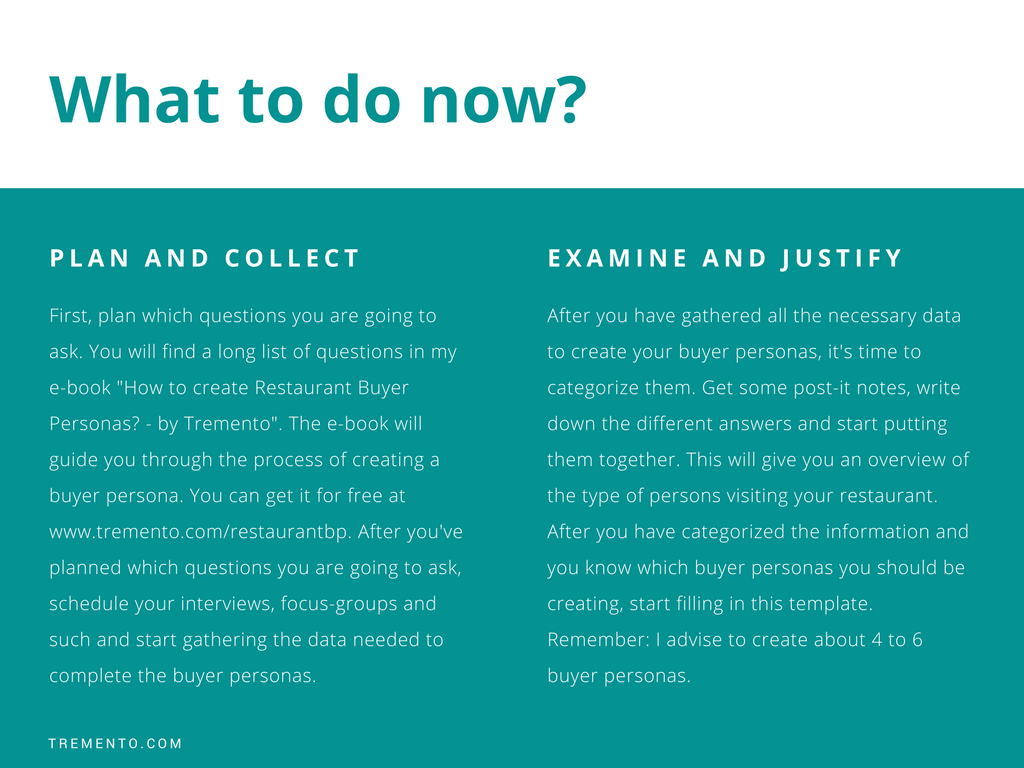 What to do now?
PLAN AND COLLECT
First, plan which questions you are going to
ask. You will find a long list of questions in my
e-book "How to create Restaurant Buyer
Personas? - by Tremento". The e-book will
guide you through the process of creating a
buyer persona. You can get it for free at
www.tremento.com/restaurantbp. After you've
planned which questions you are going to ask,
schedule your interviews, focus-groups and
such and start gathering the data needed to
complete the buyer personas.
EXAMINE AND JUSTIFY
After you have gathered all the necessary data
to create your buyer personas, it's time to
categorize them. Get some post-it notes, write
down the different answers and start putting
them together. This will give you an overview of
the type of persons visiting your restaurant.
After you have categorized the information and
you know which buyer personas you should be
creating, start filling in this template.
Remember: I advise to create about 4 to 6
buyer personas.
TREMENTO.COM